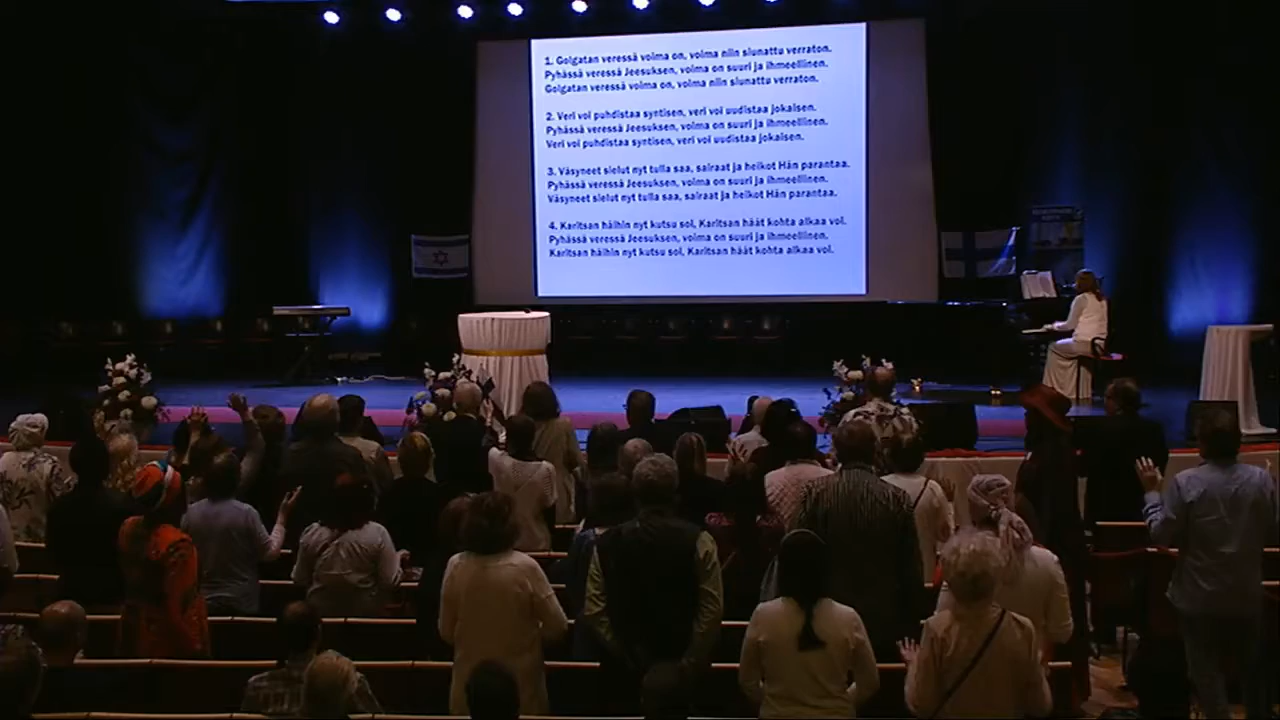 1. Golgatan veressä voima on, voima niin siunattu verraton.
Pyhässä veressä Jeesuksen, voima on suuri ja ihmeellinen.
Golgatan veressä voima on, voima niin siunattu verraton.
2. Veri voi puhdistaa syntisen, veri voi uudistaa jokaisen.
Pyhässä veressä Jeesuksen, voima on suuri ja ihmeellinen.
Veri voi puhdistaa syntisen, veri voi uudistaa jokaisen.
3. Väsyneet sielut nyt tulla saa, sairaat ja heikot Hän parantaa.
Pyhässä veressä Jeesuksen, voima on suuri ja ihmeellinen.
Väsyneet sielut nyt tulla saa, sairaat ja heikot Hän parantaa.
4. Karitsan häihin nyt kutsu soi, Karitsan häät kohta alkaa voi.
Pyhässä veressä Jeesuksen, voima on suuri ja ihmeellinen.
Karitsan häihin nyt kutsu soi, Karitsan häät kohta alkaa voi.